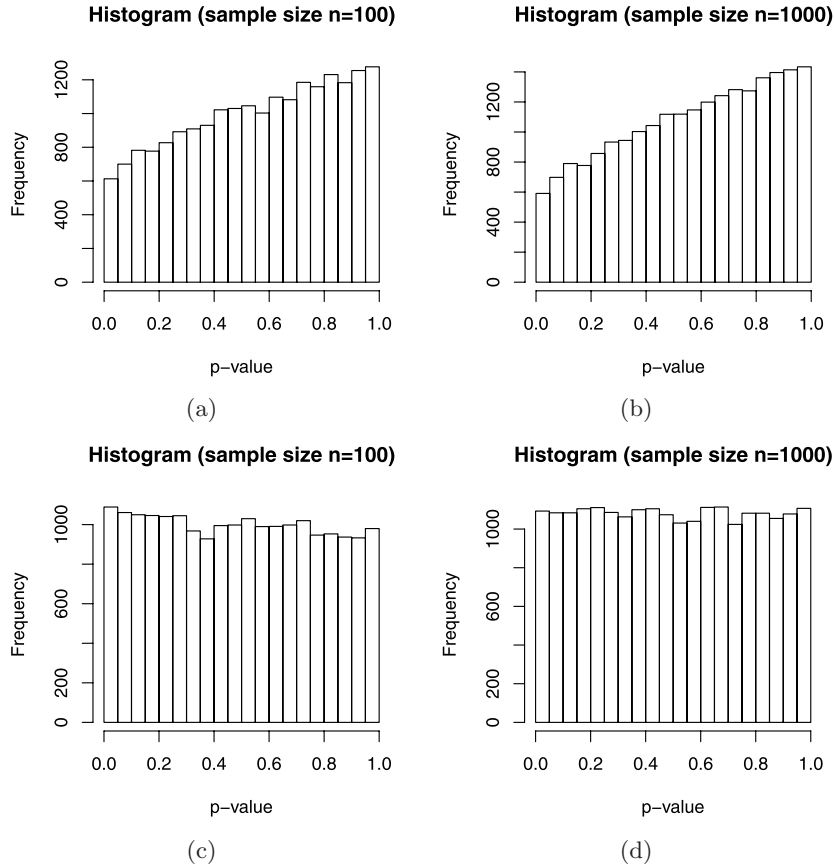 Histogram (sample size n=100)
Frequency
0 400 800 1200
0.0 0.2 0.4 0.6 0.8 1.0
p−value
(a)
Histogram (sample size n=1000)
Frequency
0 400 800 1200
0.0 0.2 0.4 0.6 0.8 1.0
p−value
(b)
Histogram (sample size n=100)
Frequency
0 200 600 1000
0.0 0.2 0.4 0.6 0.8 1.0
p−value
(c)
Histogram (sample size n=1000)
Frequency
0 200 600 1000
0.0 0.2 0.4 0.6 0.8 1.0
p−value
(d)